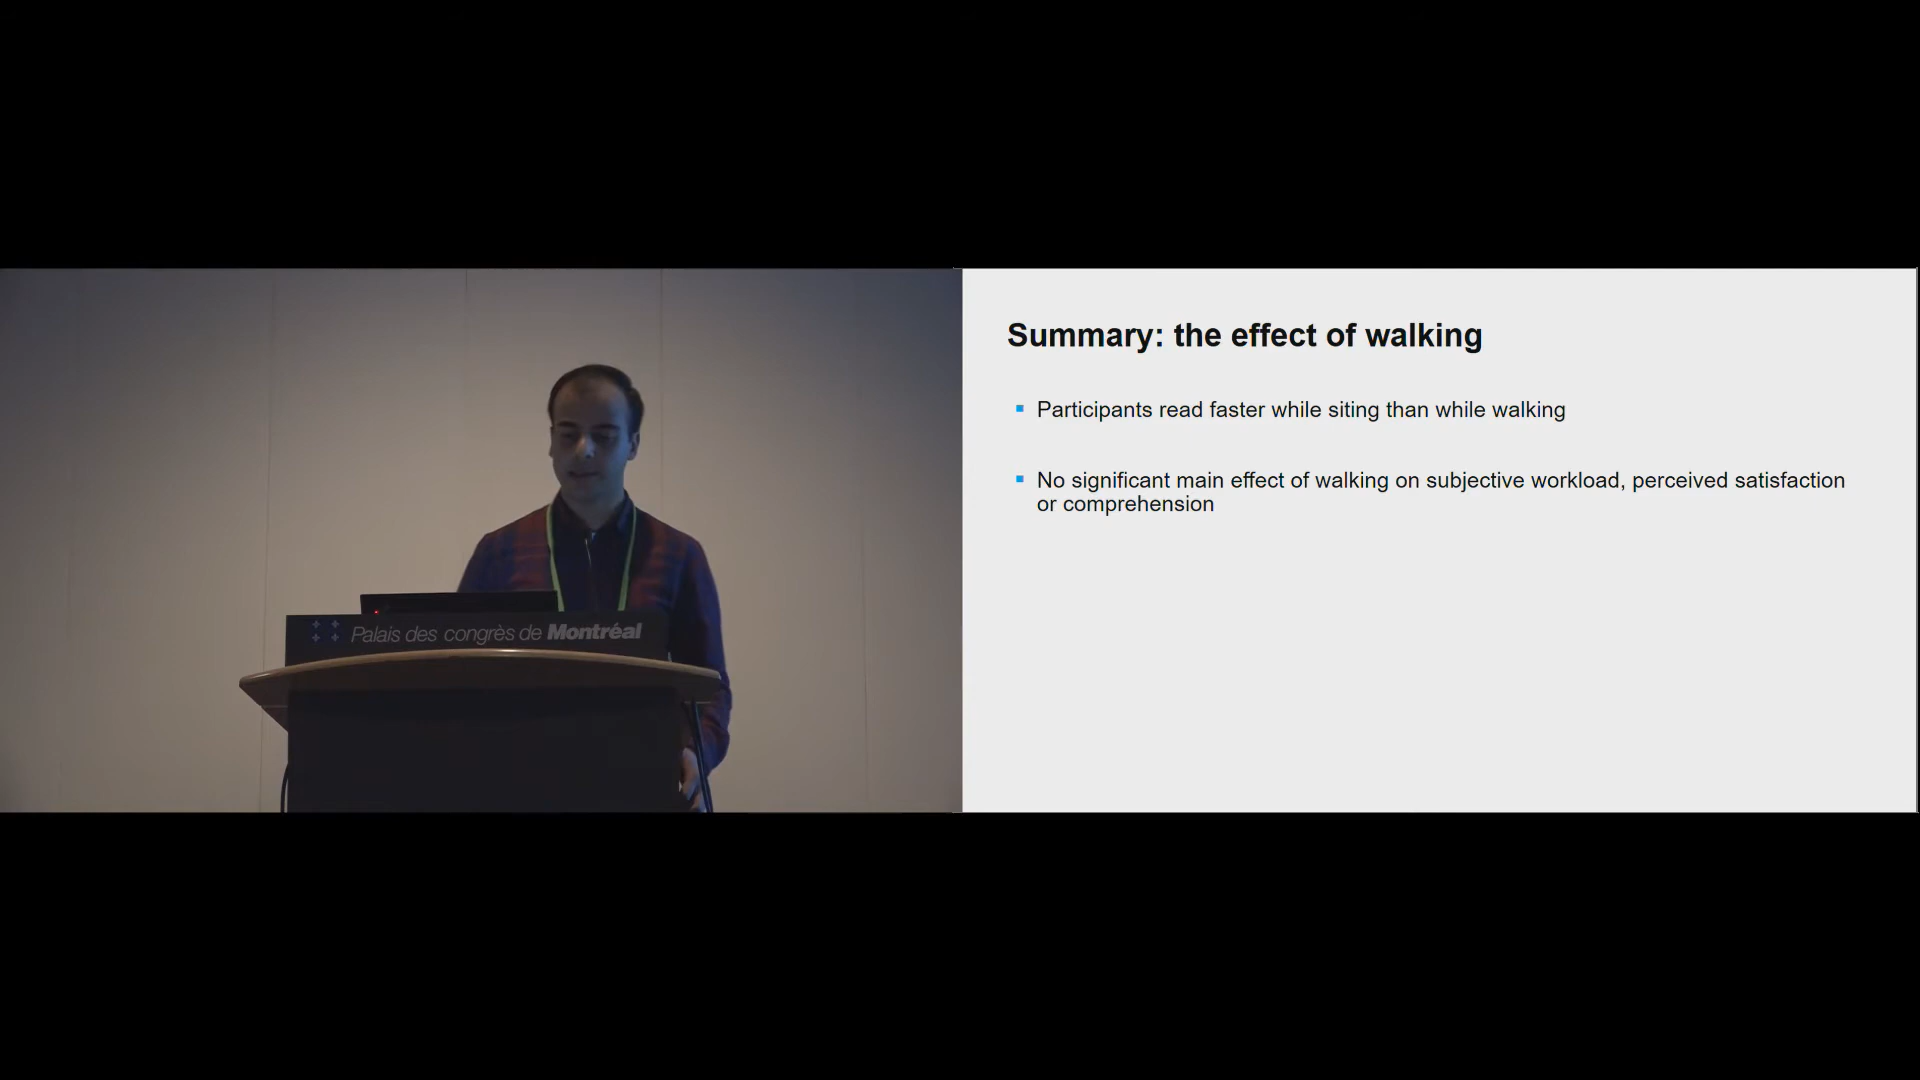 Palais des congrès de Montréal
Summary: the effect of walking
Participants read faster while siting than while walking
No significant main effect of walking on subjective workload, perceived satisfaction
or comprehension